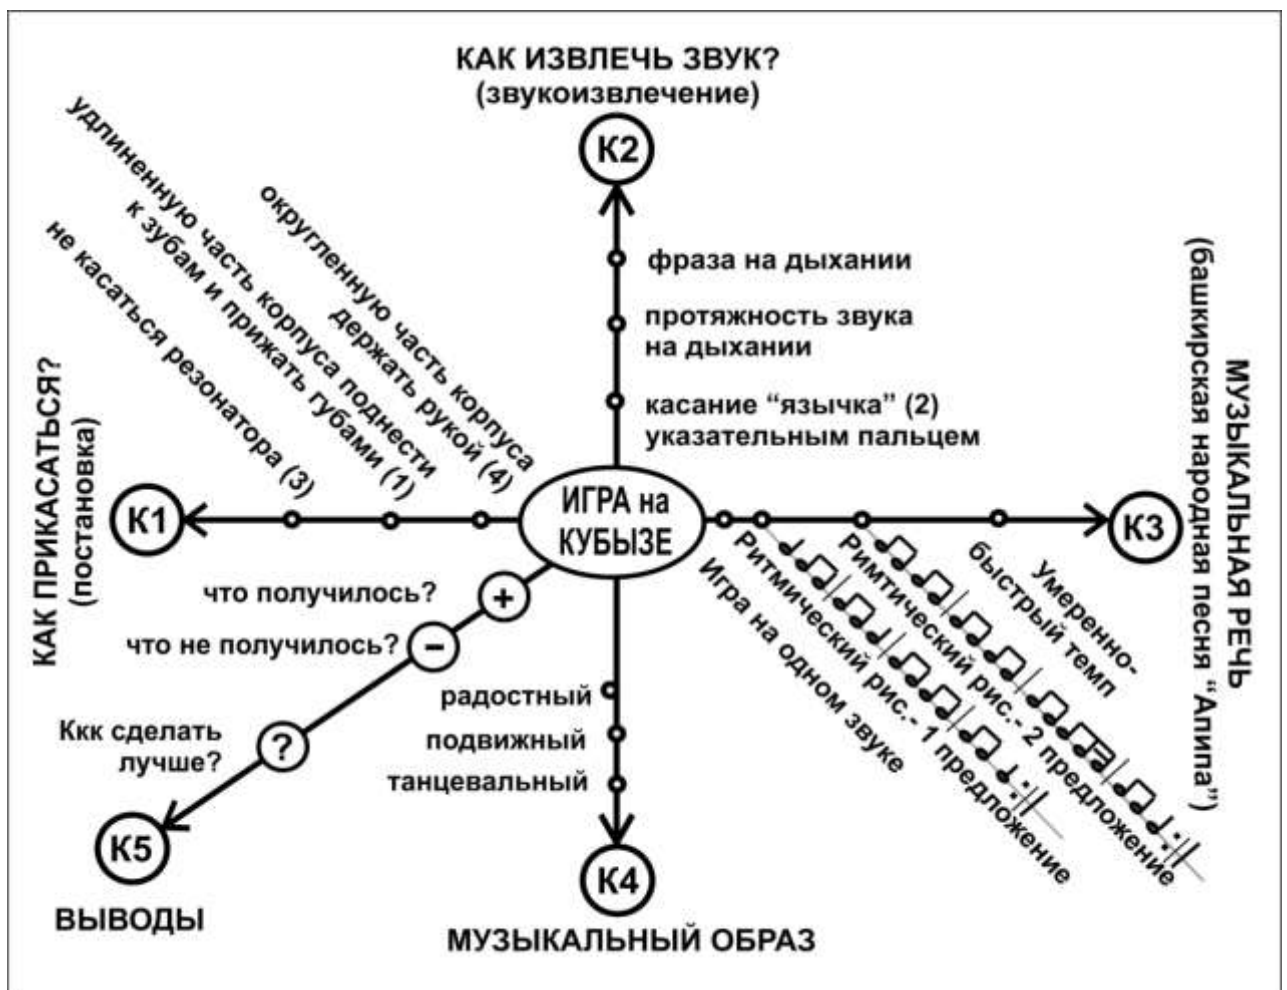 КАК ИЗВЛЕЧЬ ЗВУК?
(звукоизвлечение)
К2
фраза на дыхании
протяжность звука
на дыхании
касание “язычка” (2)
указательным пальцем
КАК ПРИКАСАТЬСЯ?
(постановка)
К1
не касаться резонатора (3)
удлиненную часть корпуса поднести
к зубам и прижать губами (1)
округленную часть корпуса
держать рукой (4)
ИГРА на
КУБЫЗЕ
МУЗЫКАЛЬНАЯ РЕЧЬ
(башкирская народная песня “Апипа”)
К3
Умеренно-
быстрый темп
Римтический рис.- 2 предложение
Ритмический рис.- 1 предложение
Игра на одном звуке
+
что получилось?
–
что не получилось?
?
Ккк сделать
лучше?
К5
ВЫВОДЫ
радостный
подвижный
танцевальный
К4
МУЗЫКАЛЬНЫЙ ОБРАЗ